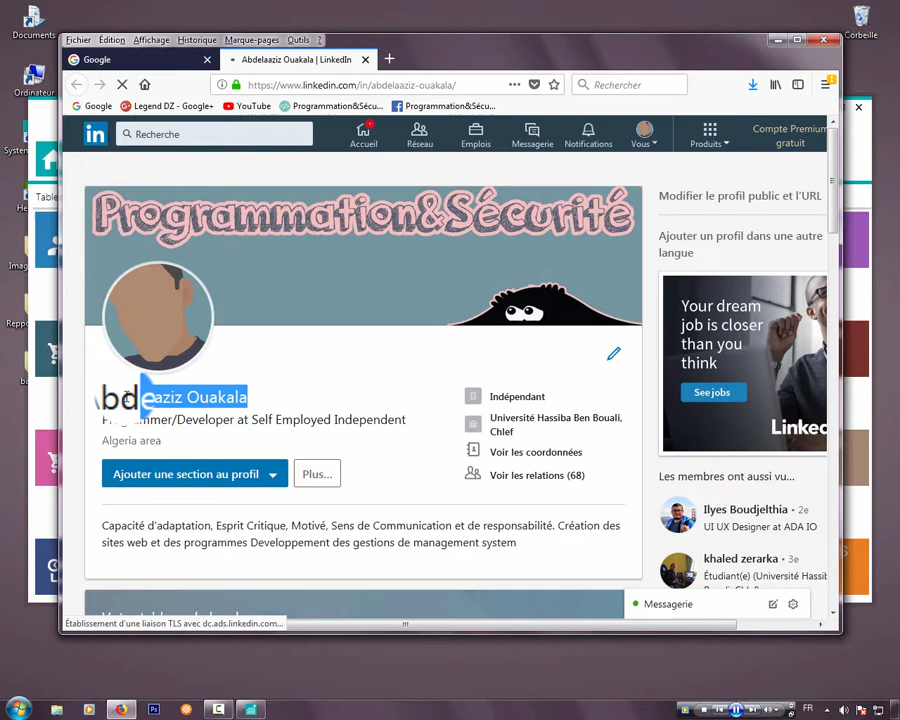 Documents
Corbeille
Fichier Édition Affichage Historique Marque-pages Outils ?
Google
Abdelaaziz Ouakala | LinkedIn
https://www.linkedin.com/in/abdelaaziz-ouakala/
Rechercher
Google Legend DZ - Google+ YouTube Programmation&Sécu... Programmation&Sécu...
Ordinateur
in
Recherche
Accueil
Réseau
Emplois
Messagerie
Notifications
Vous
Produits
Compte Premium
gratuit
Programmation&Sécurité
Modifier le profil public et l'URL
Ajouter un profil dans une autre
langue
Your dream
job is closer
than you
think
See jobs
Linked
bdelaaziz Ouakala
Programmer/Developer at Self Employed Independent
Algeria area
Ajouter une section au profil
Plus...
Indépendant
Université Hassiba Ben Bouali,
Chlef
Voir les coordonnées
Voir les relations (68)
Capacité d'adaptation, Esprit Critique, Motivé, Sens de Communication et de responsabilité. Création des
sites web et des programmes Developpement des gestions de management system
Les membres ont aussi vu...
Ilyes Boudjelthia • 2e
UI UX Designer at ADA IO
khaled zerarka • 3e
Étudiant(e) (Université Hassiba
Messagerie
Établissement d'une liaison TLS avec dc.ads.linkedin.com...
Ps
FR